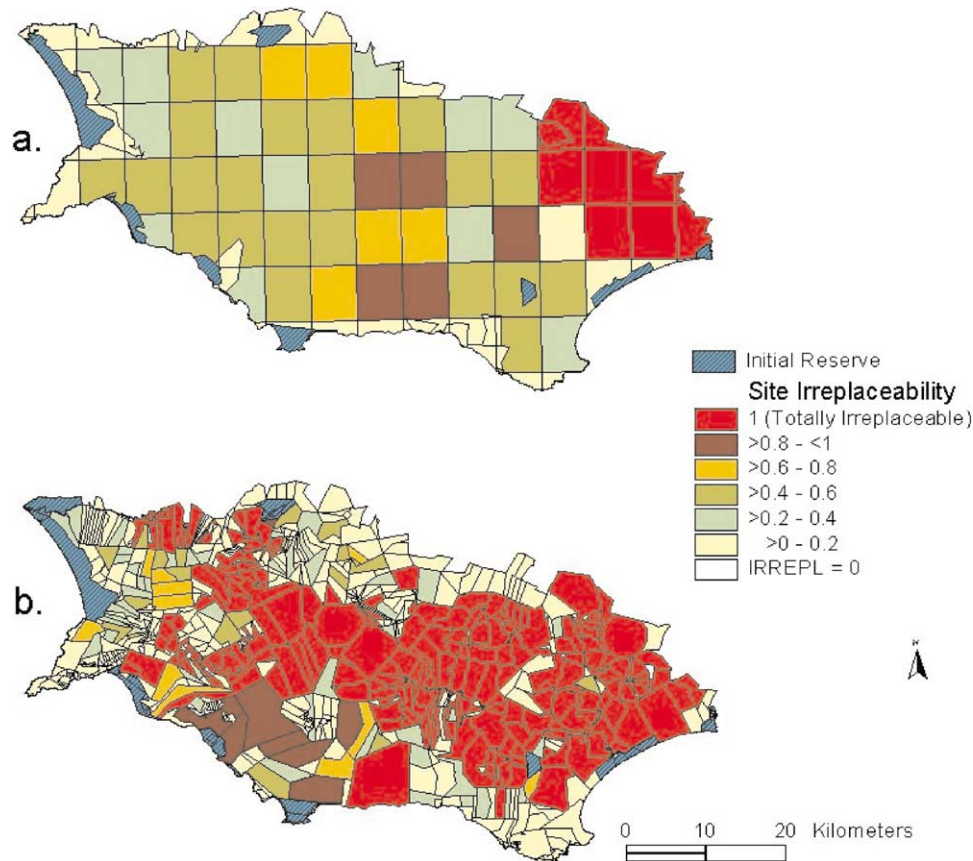 a.
Initial Reserve
Site Irreplaceability
1 (Totally Irreplaceable)
>0.8 - <1
>0.6 - 0.8
>0.4 - 0.6
>0.2 - 0.4
>0 - 0.2
IRREPL = 0
b.
N
0 10 20 Kilometers